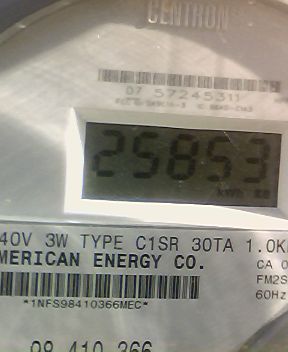 CENTRON
07 57245311
25853
KWh
40V 3W TYPE C1SR 30TA 1.0K
MERICAN ENERGY CO.
CA 0
FM2S
60Hz
*1NFS98410366MEC*
98 410 366